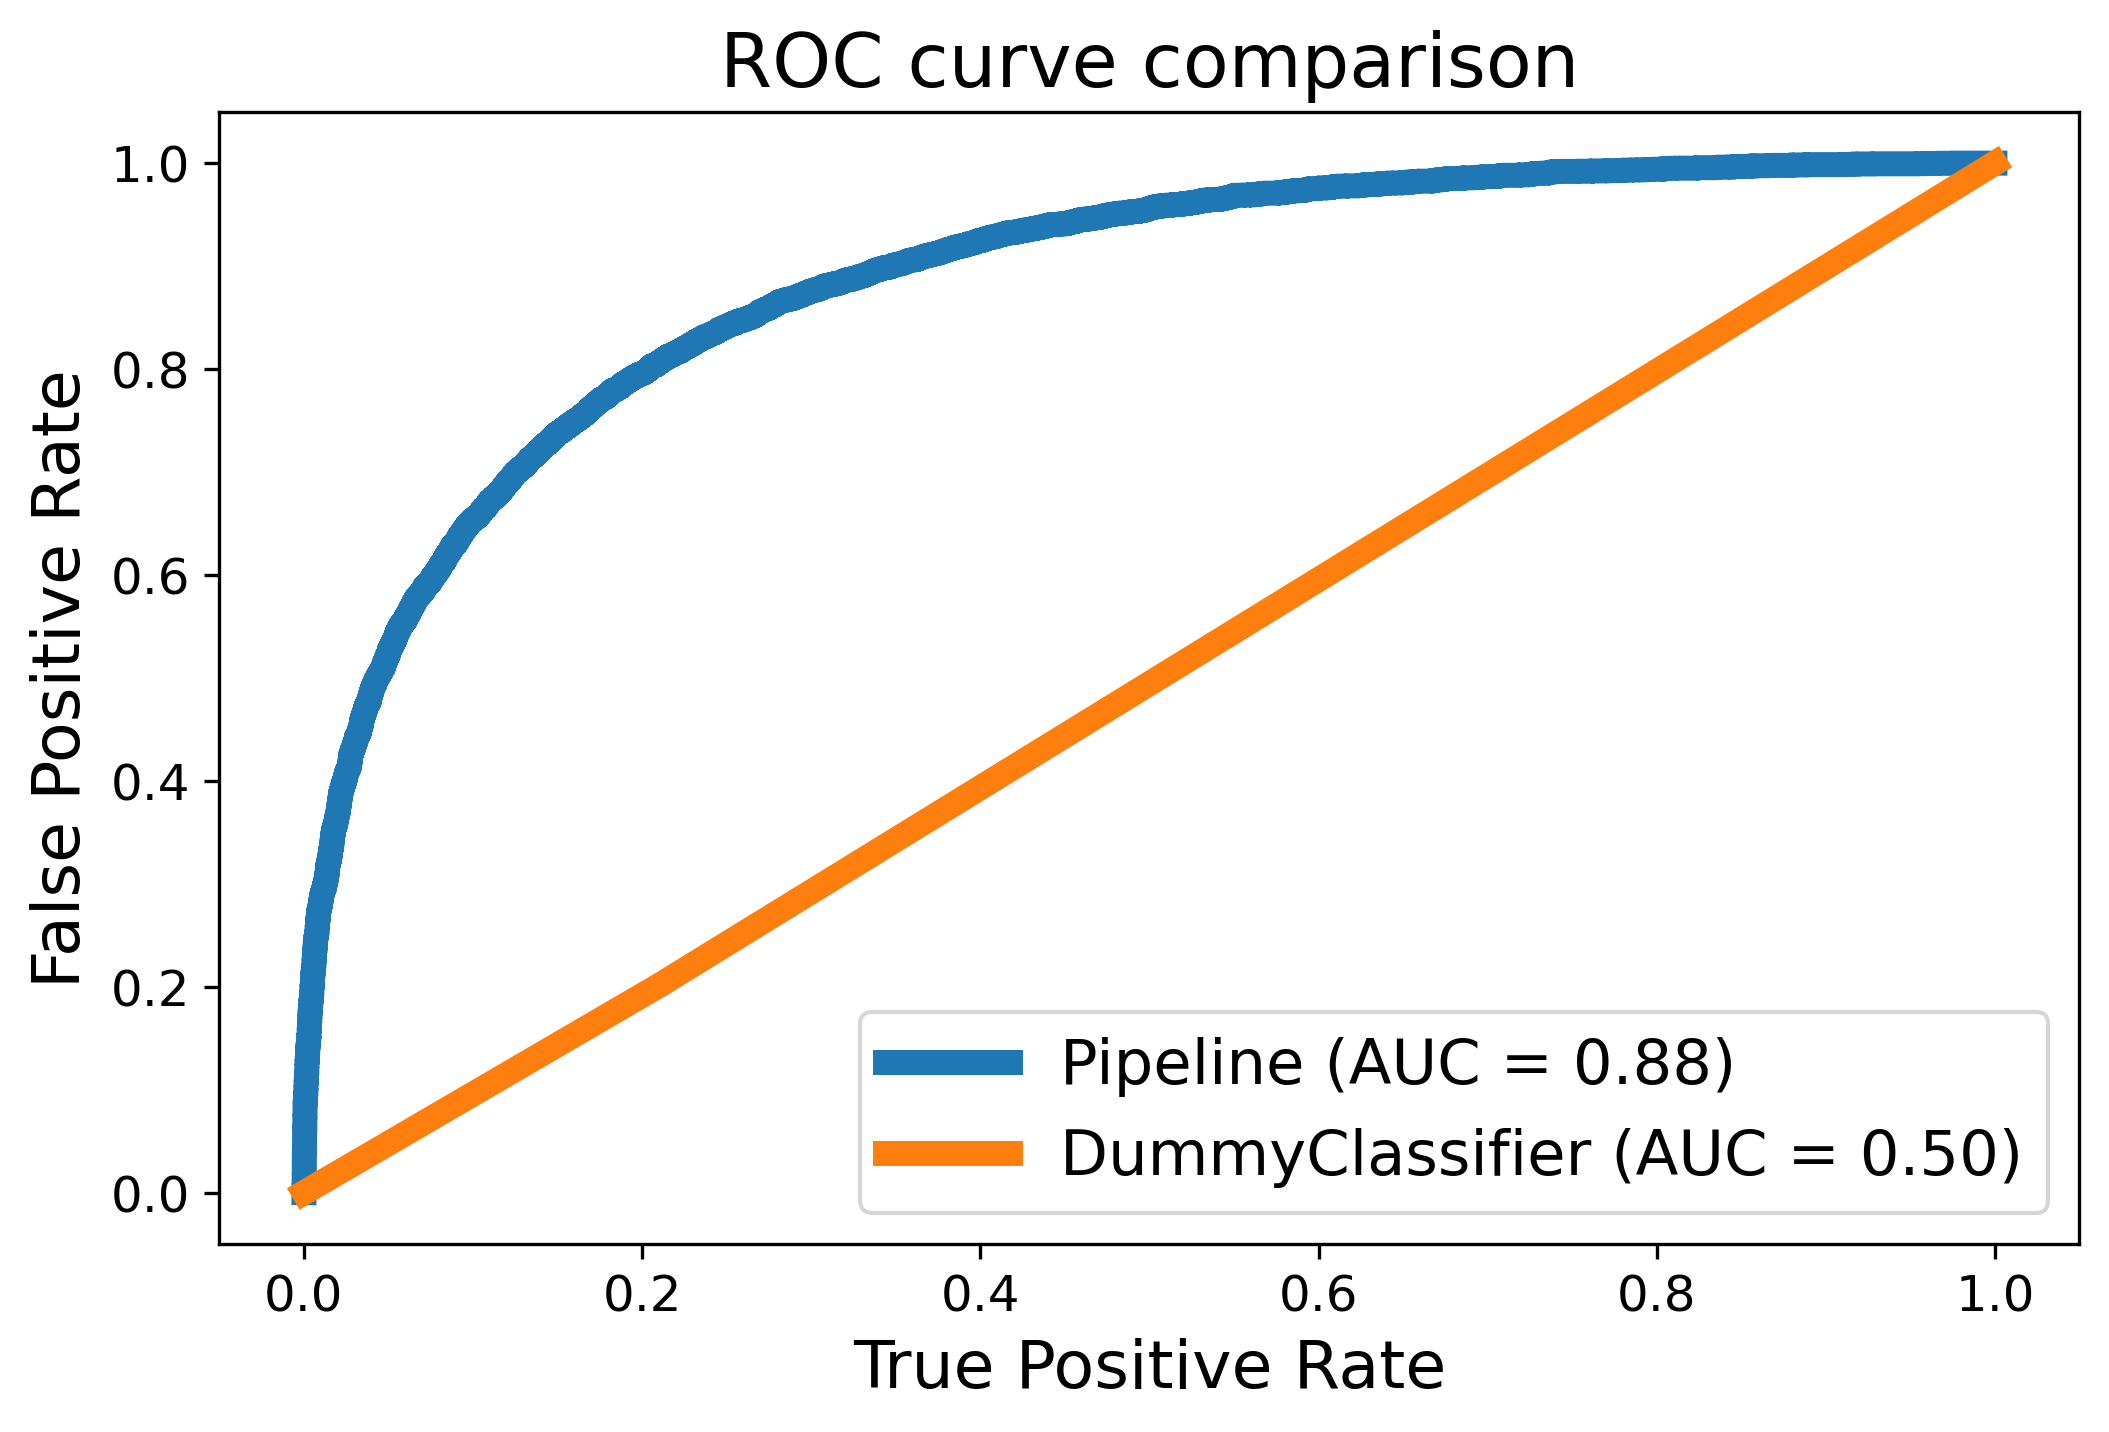 ROC curve comparison
False Positive Rate
1.0
0.8
0.6
0.4
0.2
0.0
Pipeline (AUC = 0.88)
DummyClassifier (AUC = 0.50)
0.0 0.2 0.4 0.6 0.8 1.0
True Positive Rate